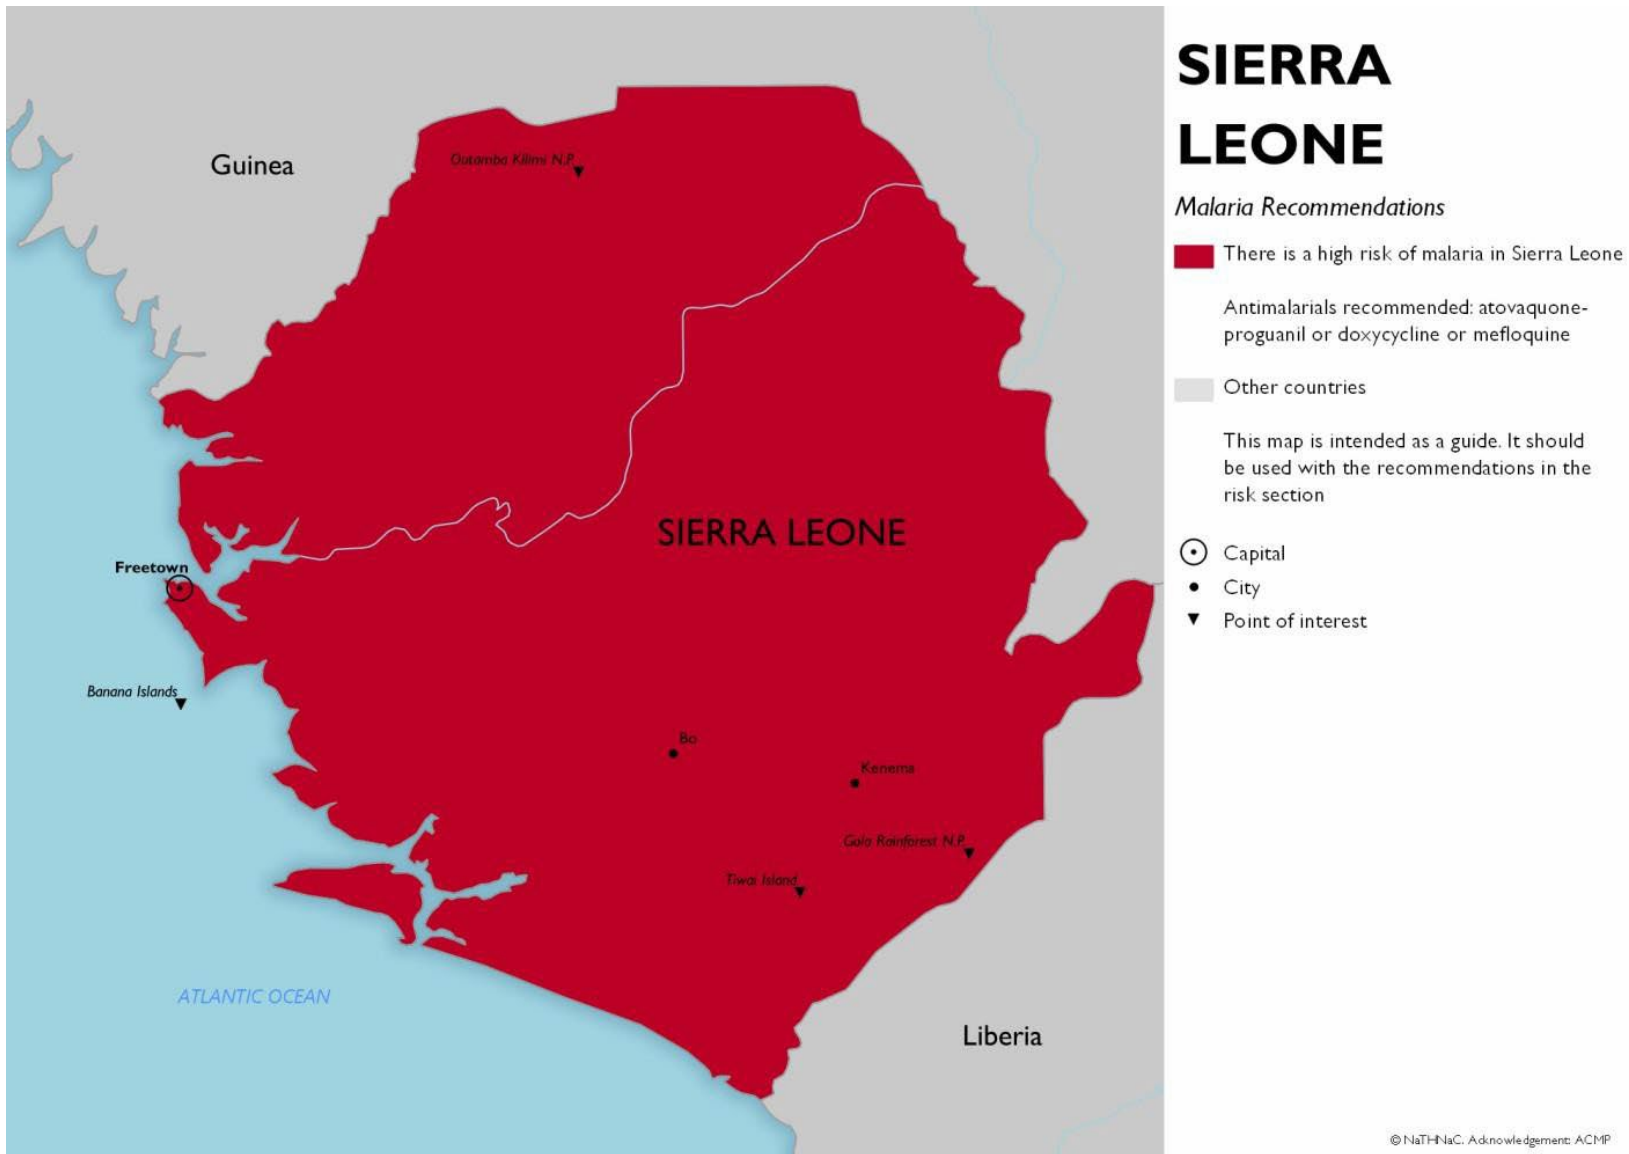 SIERRA
LEONE
Malaria Recommendations
There is a high risk of malaria in Sierra Leone
Antimalarials recommended: atovaquone-
proguanil or doxycycline or mefloquine
Other countries
This map is intended as a guide. It should
be used with the recommendations in the
risk section
Capital
City
Point of interest
Guinea
Outamba Kilimi N.P.
SIERRA LEONE
Freetown
Banana Islands
Bo
Kenema
Gola Rainforest N.P.
Tiwai Island
ATLANTIC OCEAN
Liberia
© NaTHNaC. Acknowledgement: ACMP